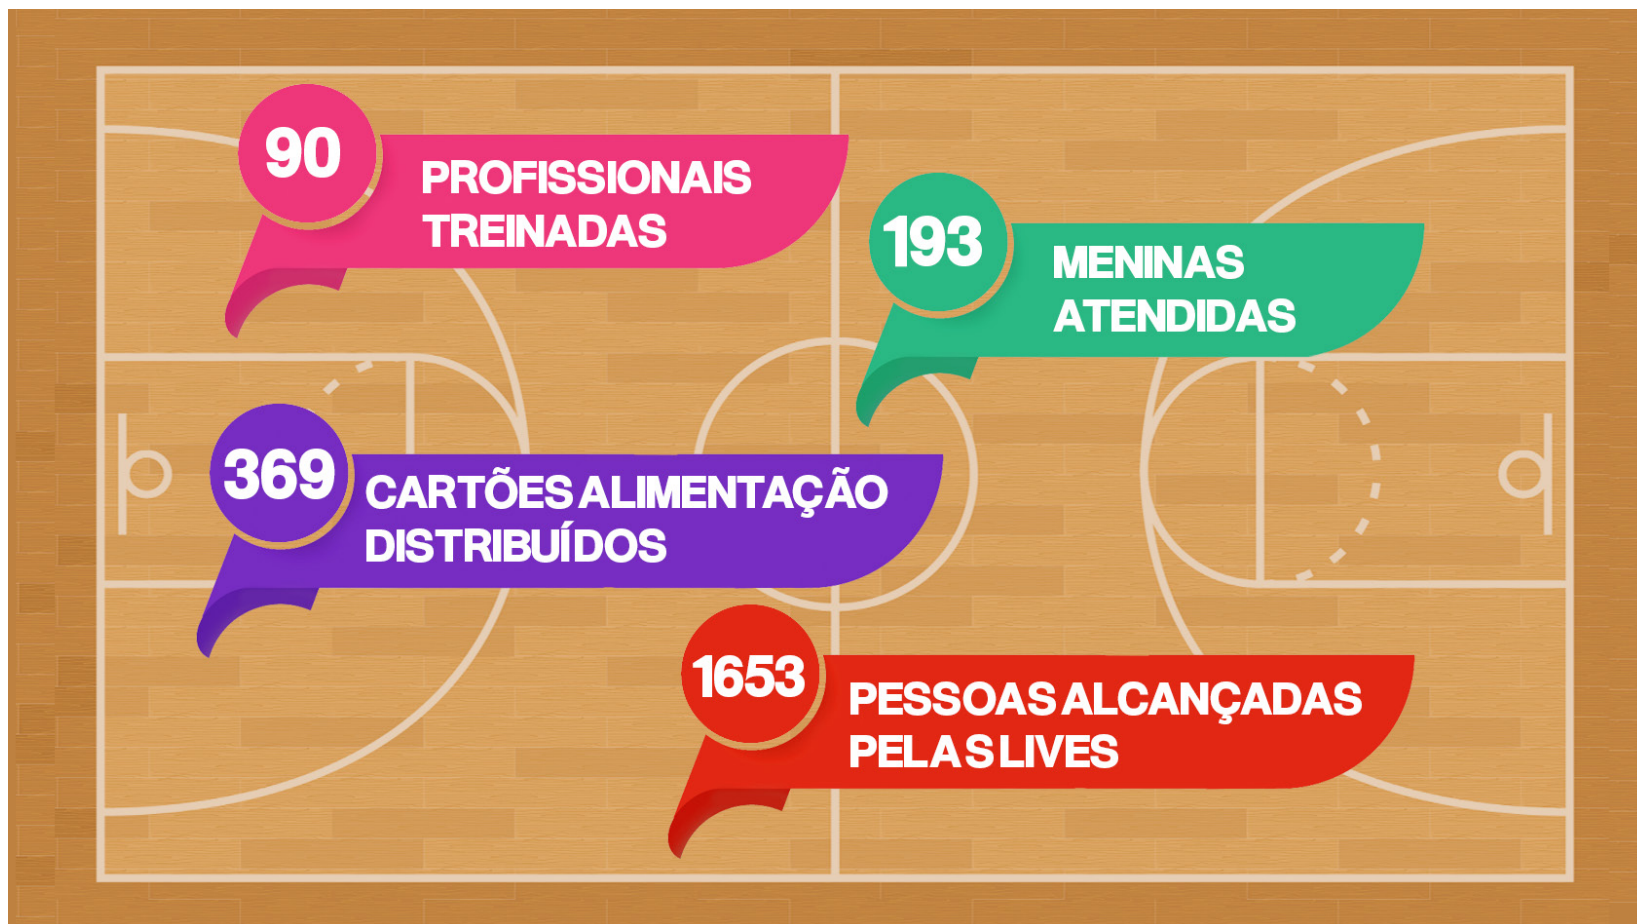 90
PROFISSIONAIS
TREINADAS
193
MENINAS
ATENDIDAS
369
CARTÕES ALIMENTAÇÃO
DISTRIBUÍDOS
1653
PESSOAS ALCANÇADAS
PELAS LIVES